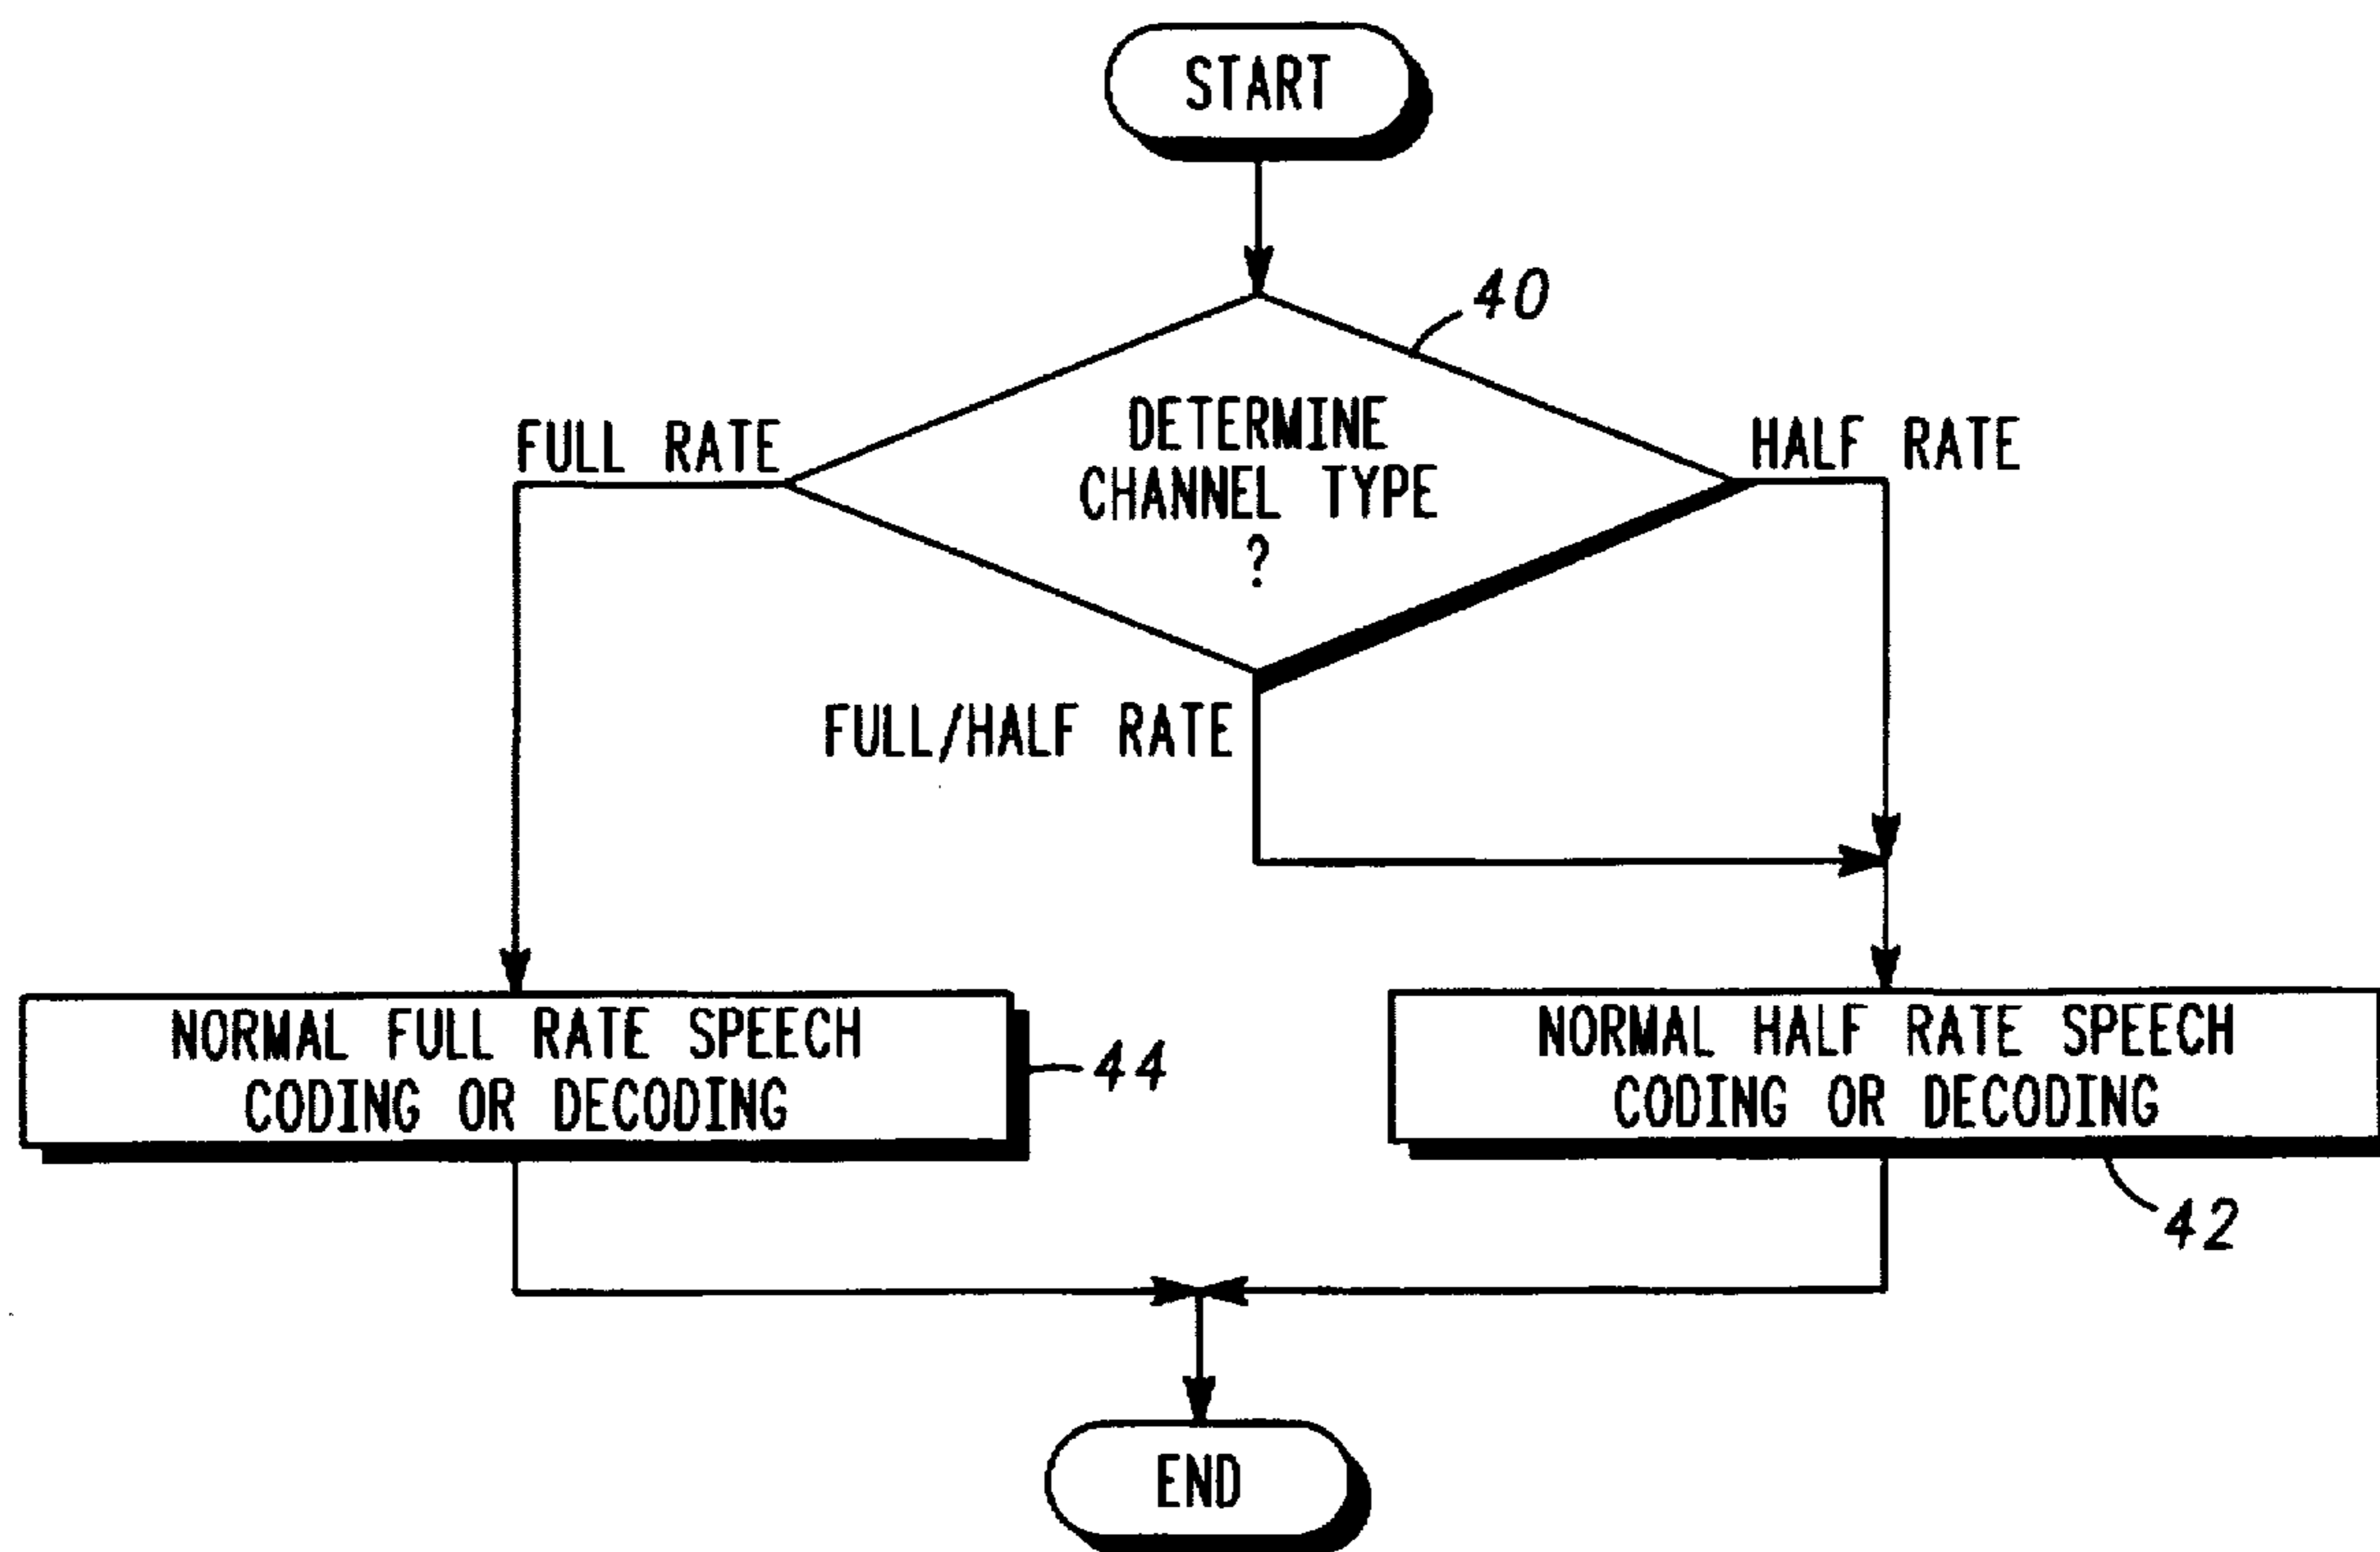 START
40
DETERMINE
CHANNEL TYPE
?
FULL RATE
HALF RATE
FULL/HALF RATE
NORMAL FULL RATE SPEECH
CODING OR DECODING
44
NORMAL HALF RATE SPEECH
CODING OR DECODING
42
END